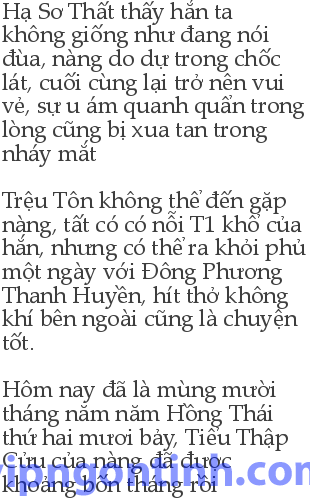 Hạ Sơ Thất thấy hắn ta
không giống như đang nói
đùa, nàng do dự trong chốc
lát, cuối cùng lại trở nên vui
vẻ, sự u ám quanh quẩn trong
lòng cũng bị xua tan trong
nháy mắt
Trệu Tôn không thể đến gặp
nàng, tất có có nỗi T1 khổ của
hắn, nhưng có thể ra khỏi phủ
một ngày với Đông Phương
Thanh Huyền, hít thở không
khí bên ngoài cũng là chuyện
tốt.
Hôm nay đã là mùng mười
tháng năm năm Hồng Thái
thứ hai mươi bảy, Tiểu Thập
Cửu của nàng đã được
khoảng bốn tháng rồi
vipngontinh.com